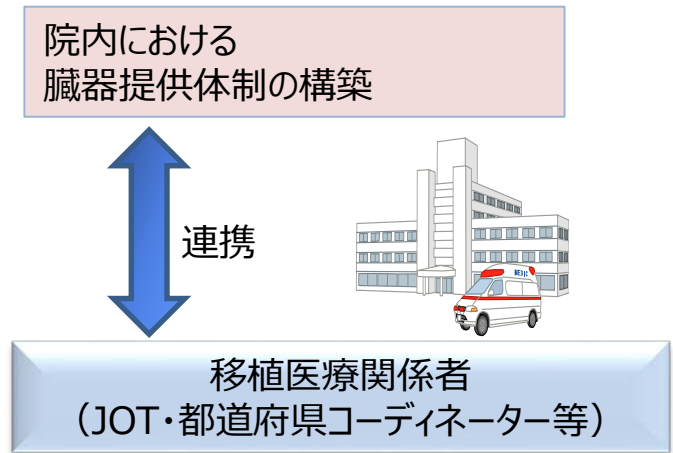 院内における
臓器提供体制の構築
連携
MEDIC
移植医療関係者
（JOT・都道府県コーディネーター等）